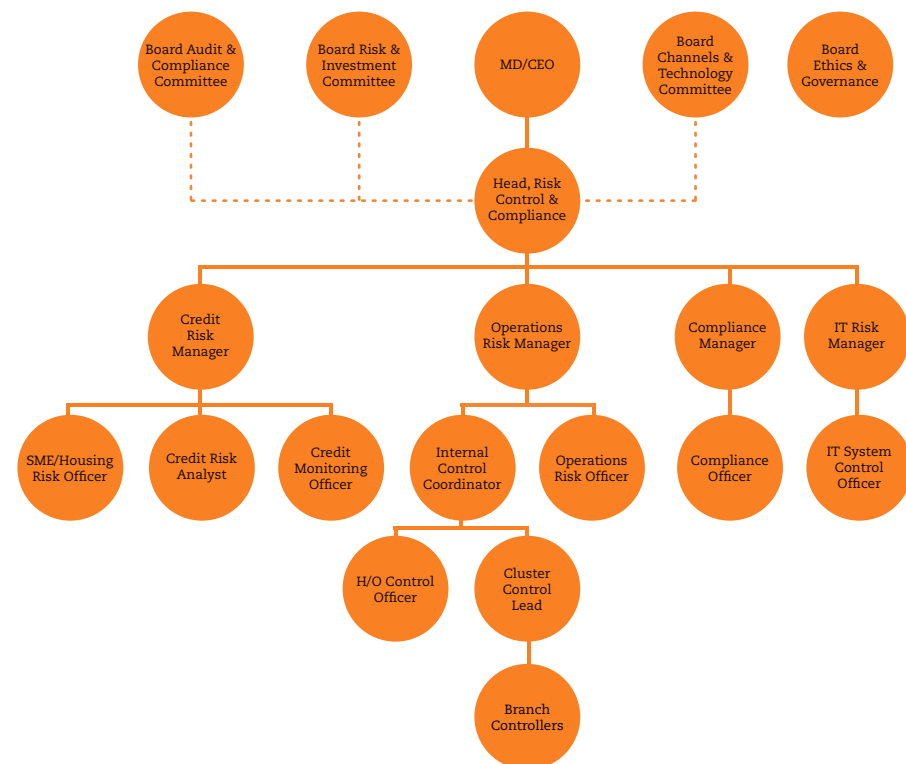 Board Audit &
Compliance
Committee
Board Risk &
Investment
Committee
MD/CEO
Board
Channels &
Technology
Committee
Board
Ethics &
Governance
Head, Risk
Control &
Compliance
Credit
Risk
Manager
Operations
Risk Manager
Compliance
Manager
IT Risk
Manager
SME/Housing
Risk Officer
Credit Risk
Analyst
Credit
Monitoring
Officer
Internal
Control
Coordinator
Operations
Risk Officer
Compliance
Officer
IT System
Control
Officer
H/O Control
Officer
Cluster
Control
Lead
Branch
Controllers